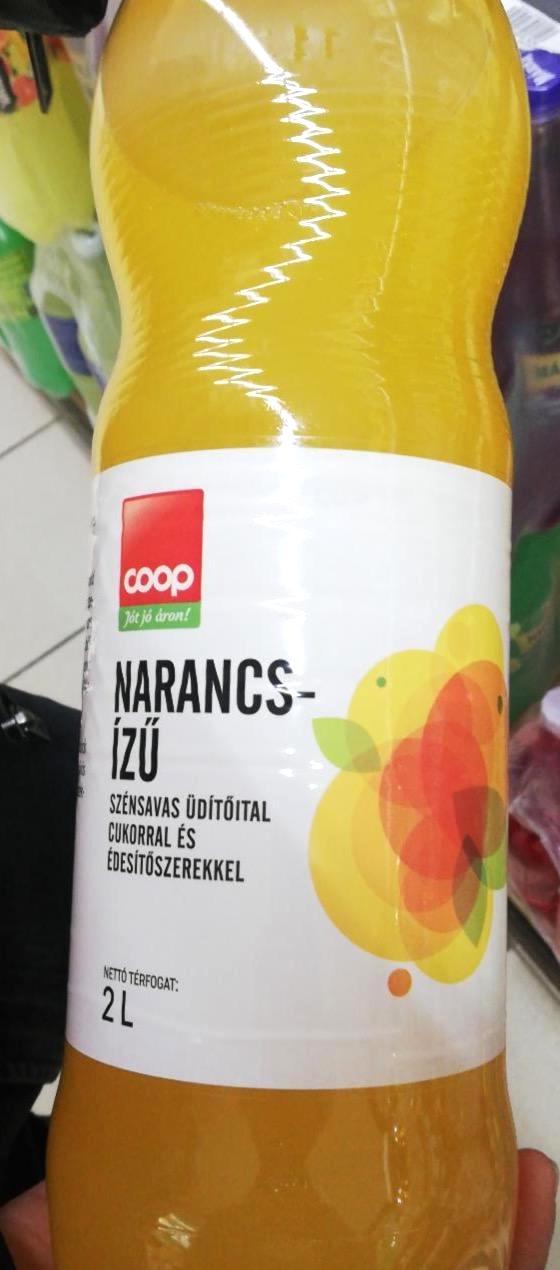 coop
Jót jó áron!
NARANCS-
ÍZŰ
SZÉNSAVAS ÜDÍTŐITAL
CUKORRAL ÉS
ÉDESÍTŐSZEREKKEL
NETTÓ TÉRFOGAT:
2 L